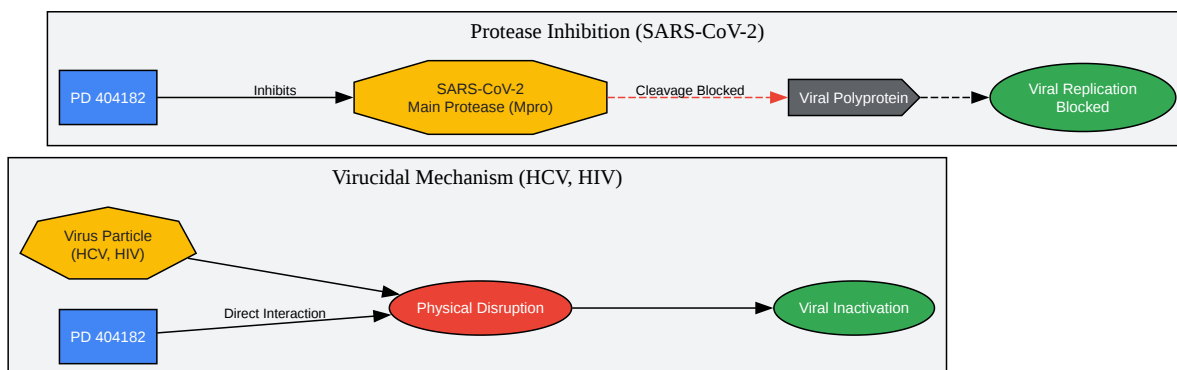 Protease Inhibition (SARS-CoV-2)
PD 404182
Inhibits
SARS-CoV-2
Main Protease (Mpro)
Cleavage Blocked
Viral Polyprotein
Viral Replication
Blocked
Virucidal Mechanism (HCV, HIV)
Virus Particle
(HCV, HIV)
PD 404182
Direct Interaction
Physical Disruption
Viral Inactivation